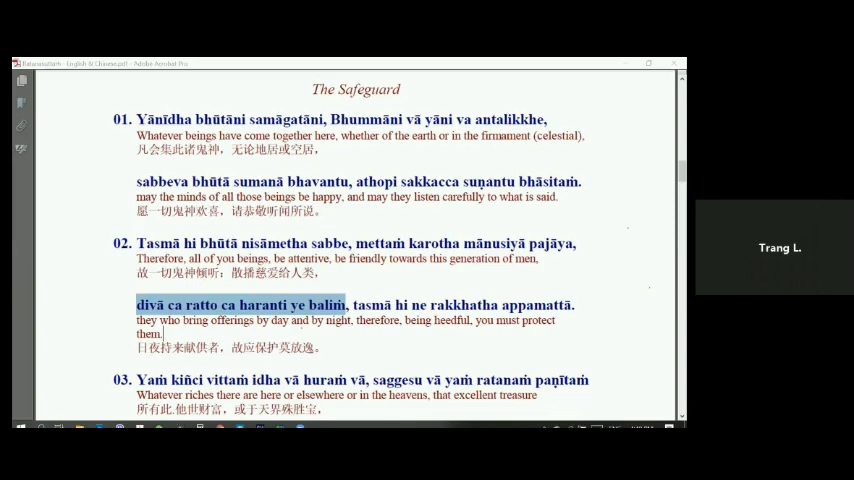 Ratanasuttaṁ - English & Chinese.pdf - Adobe Acrobat Pro
The Safeguard
01. Yānīdha bhūtāni samāgatāni, Bhummāni vā yāni va antalikkhe,
Whatever beings have come together here, whether of the earth or in the firmament (celestial),
凡会集此诸鬼神，无论地居或空居，
sabbeva bhūtā sumanā bhavantu, athopi sakkacca suṇantu bhāsitaṁ.
may the minds of all those beings be happy, and may they listen carefully to what is said.
愿一切鬼神欢喜，请恭敬听闻所说。
02. Tasmā hi bhūtā nisāmetha sabbe, mettaṁ karotha mānusiyā pajāya,
Therefore, all of you beings, be attentive, be friendly towards this generation of men,
故一切鬼神倾听：散播慈爱给人类，
divā ca ratto ca haranti ye baliṁ, tasmā hi ne rakkhatha appamattā.
they who bring offerings by day and by night, therefore, being heedful, you must protect
them.
日夜持来献供者，故应保护莫放逸。
03. Yaṁ kiñci vittaṁ idha vā huraṁ vā, saggesu vā yaṁ ratanaṁ paṇītaṁ
Whatever riches there are here or elsewhere or in the heavens, that excellent treasure
所有此.他世财富，或于天界殊胜宝，
Trang L.